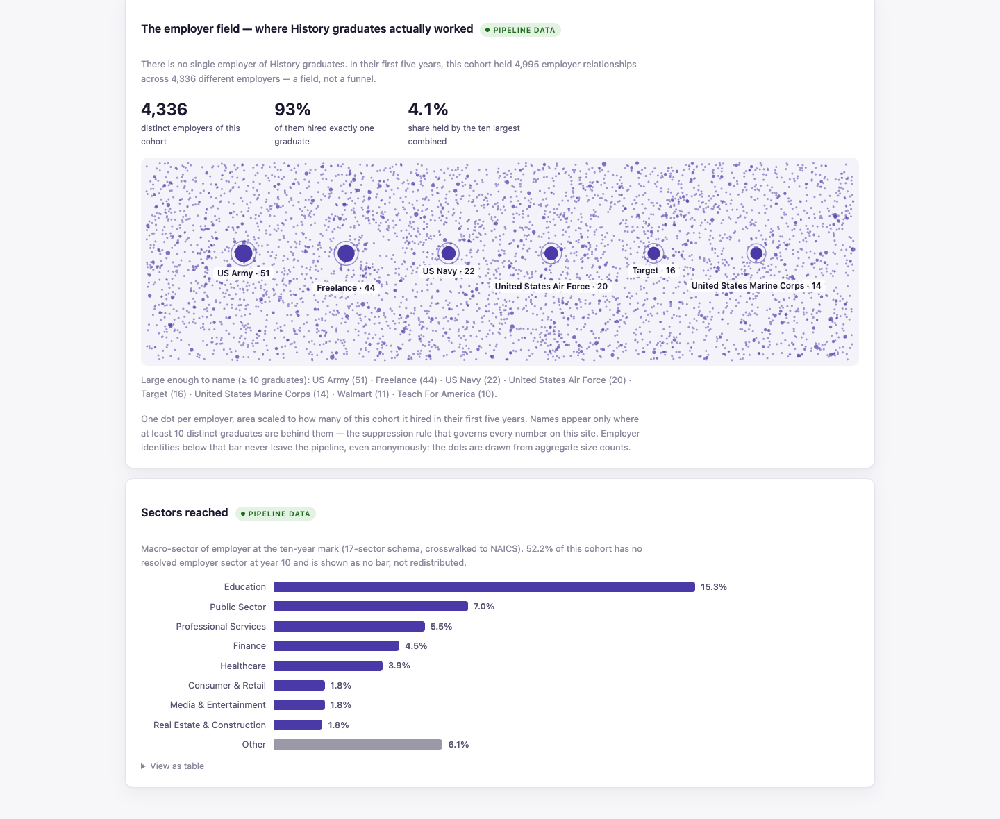 The employer field — where History graduates actually worked
PIPELINE DATA
There is no single employer of History graduates. In their first five years, this cohort held 4,995 employer relationships
across 4,336 different employers — a field, not a funnel.
4,336
distinct employers of this
cohort
93%
of them hired exactly one
graduate
4.1%
share held by the ten largest
combined
US Army · 51
Freelance · 44
US Navy · 22
United States Air Force · 20
Target · 16
United States Marine Corps · 14
Large enough to name (≥ 10 graduates): US Army (51) · Freelance (44) · US Navy (22) · United States Air Force (20) ·
Target (16) · United States Marine Corps (14) · Walmart (11) · Teach For America (10).
One dot per employer, area scaled to how many of this cohort it hired in their first five years. Names appear only where
at least 10 distinct graduates are behind them — the suppression rule that governs every number on this site. Employer
identities below that bar never leave the pipeline, even anonymously: the dots are drawn from aggregate size counts.
Sectors reached
PIPELINE DATA
Macro-sector of employer at the ten-year mark (17-sector schema, crosswalked to NAICS). 52.2% of this cohort has no
resolved employer sector at year 10 and is shown as no bar, not redistributed.
Education 15.3%
Public Sector 7.0%
Professional Services 5.5%
Finance 4.5%
Healthcare 3.9%
Consumer & Retail 1.8%
Media & Entertainment 1.8%
Real Estate & Construction 1.8%
Other 6.1%
View as table